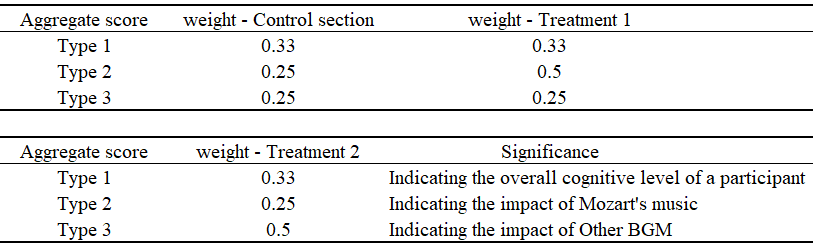 Aggregate score weight - Control section weight - Treatment 1
Type 1 0.33 0.33
Type 2 0.25 0.5
Type 3 0.25 0.25
Aggregate score weight - Treatment 2 Significance
Type 1 0.33 Indicating the overall cognitive level of a participant
Type 2 0.25 Indicating the impact of Mozart's music
Type 3 0.5 Indicating the impact of Other BGM